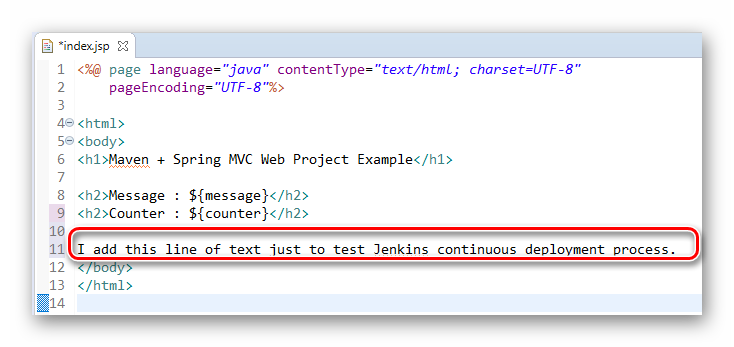 *index.jsp
1 <%@ page language="java" contentType="text/html; charset=UTF-8"
2 pageEncoding="UTF-8"%>
3
4 <html>
5 <body>
6 <h1>Maven + Spring MVC Web Project Example</h1>
7
8 <h2>Message : ${message}</h2>
9 <h2>Counter : ${counter}</h2>
10
11 I add this line of text just to test Jenkins continuous deployment process.
12 </body>
13 </html>
14